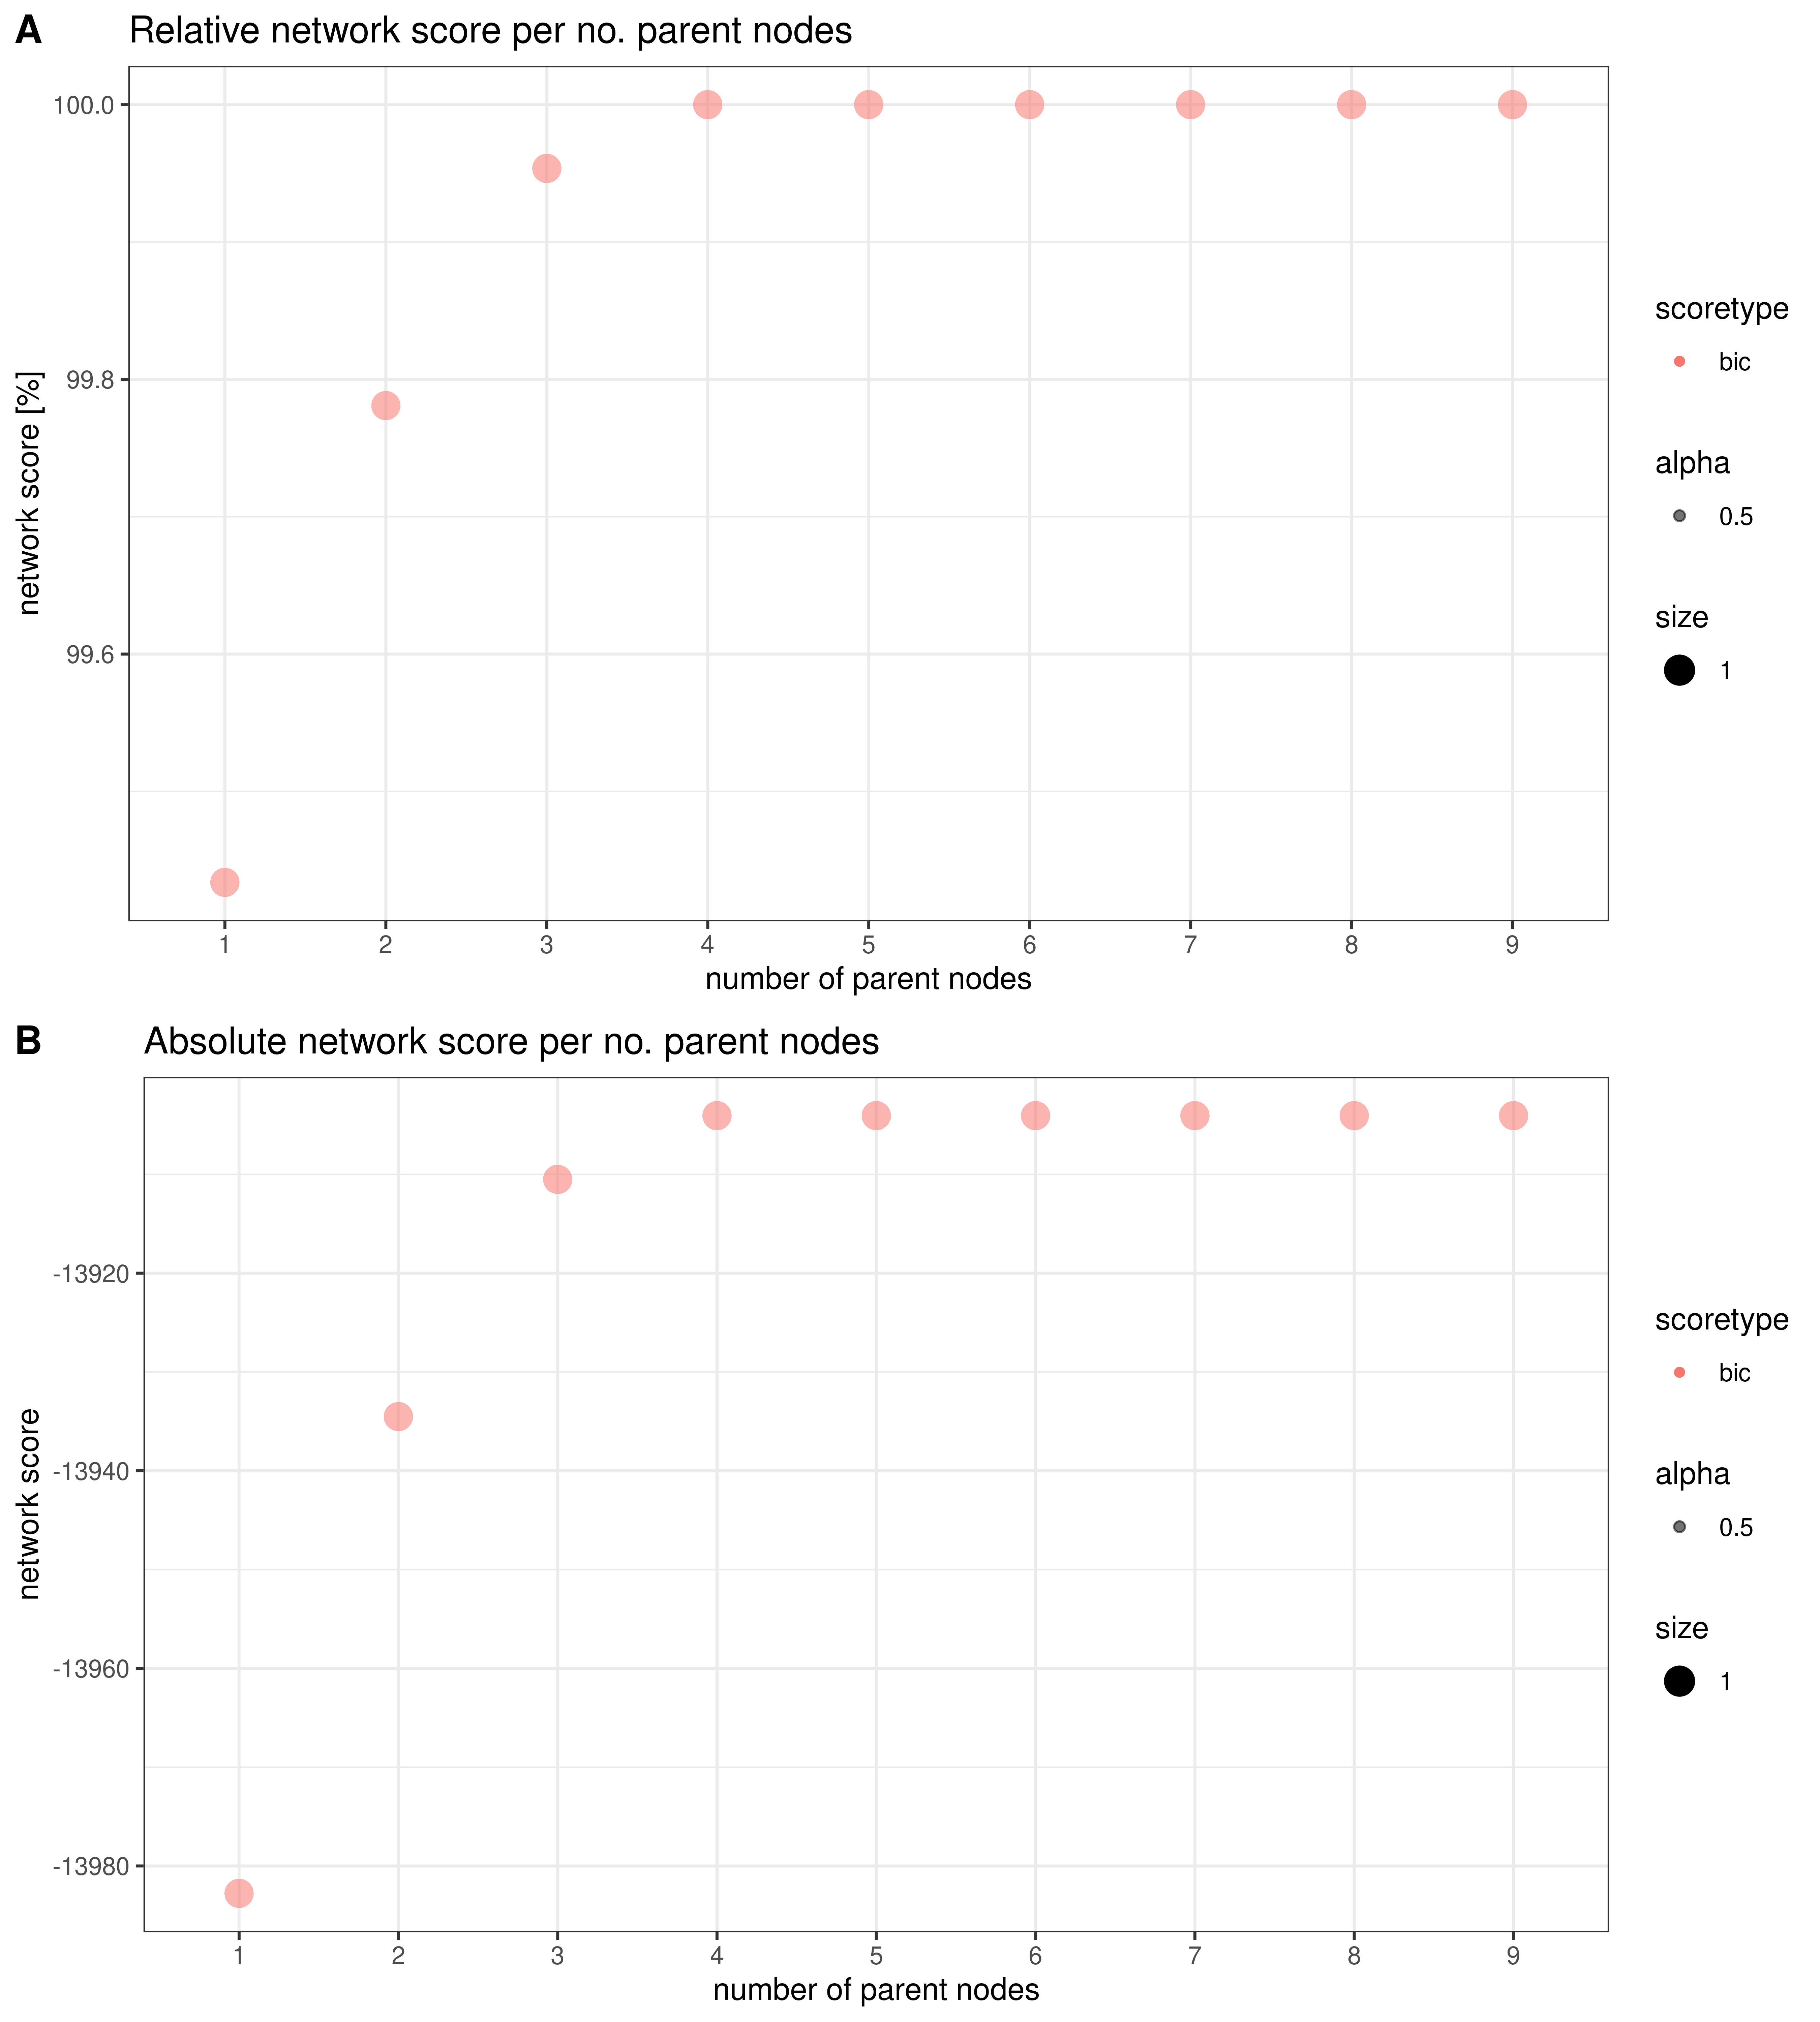 A Relative network score per no. parent nodes
network score [%]
100.0
99.8
99.6
1 2 3 4 5 6 7 8 9
number of parent nodes
scoretype
bic
alpha
0.5
size
1
B Absolute network score per no. parent nodes
network score
-13920
-13940
-13960
-13980
1 2 3 4 5 6 7 8 9
number of parent nodes
scoretype
bic
alpha
0.5
size
1